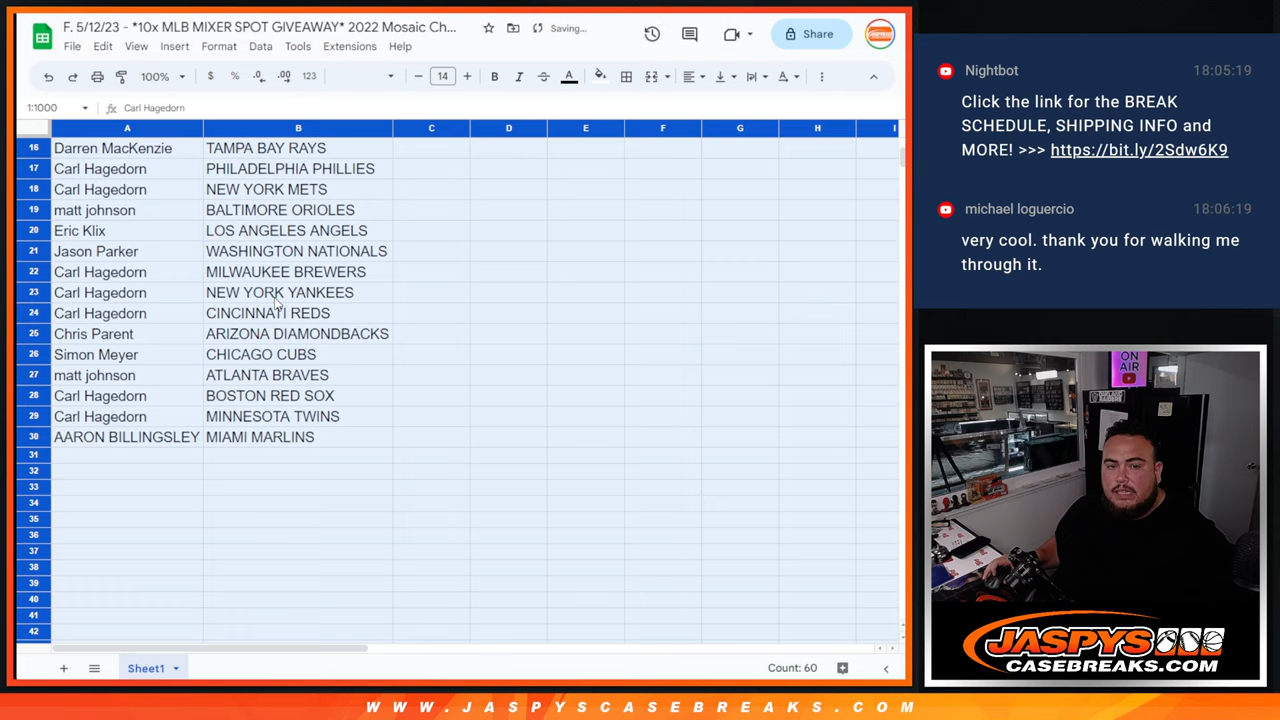 F. 5/12/23 - *10x MLB MIXER SPOT GIVEAWAY* 2022 Mosaic Ch...
Saving...
Share
File Edit View Insert Format Data Tools Extensions Help
100% $ % .0 .00 123 14 B I A
1:1000 fx Carl Hagedorn
A B C D E F G H I
16 Darren MacKenzie TAMPA BAY RAYS
17 Carl Hagedorn PHILADELPHIA PHILLIES
18 Carl Hagedorn NEW YORK METS
19 matt johnson BALTIMORE ORIOLES
20 Eric Klix LOS ANGELES ANGELS
21 Jason Parker WASHINGTON NATIONALS
22 Carl Hagedorn MILWAUKEE BREWERS
23 Carl Hagedorn NEW YORK YANKEES
24 Carl Hagedorn CINCINNATI REDS
25 Chris Parent ARIZONA DIAMONDBACKS
26 Simon Meyer CHICAGO CUBS
27 matt johnson ATLANTA BRAVES
28 Carl Hagedorn BOSTON RED SOX
29 Carl Hagedorn MINNESOTA TWINS
30 AARON BILLINGSLEY MIAMI MARLINS
31
32
33
34
35
36
37
38
39
40
41
42
Sheet1
Count: 60
Nightbot 18:05:19
Click the link for the BREAK
SCHEDULE, SHIPPING INFO and
MORE! >>> https://bit.ly/2Sdw6K9
michael loguercio 18:06:19
very cool. thank you for walking me
through it.
ON
AIR
JASPYS
CASEBREAKS.COM
WWW.JASPYSCASEBREAKS.COM